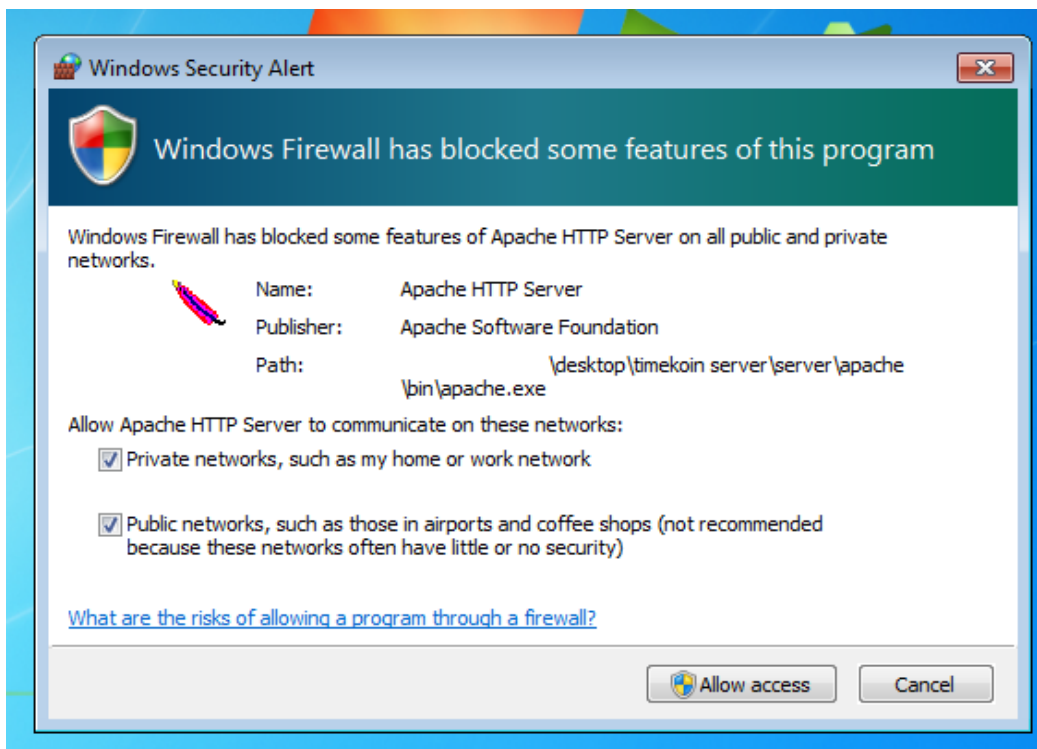 Windows Security Alert
Windows Firewall has blocked some features of this program
Windows Firewall has blocked some features of Apache HTTP Server on all public and private
networks.
Name: Apache HTTP Server
Publisher: Apache Software Foundation
Path: \desktop\timekoin server\server\apache
\bin\apache.exe
Allow Apache HTTP Server to communicate on these networks:
Private networks, such as my home or work network
Public networks, such as those in airports and coffee shops (not recommended
because these networks often have little or no security)
What are the risks of allowing a program through a firewall?
Allow access Cancel